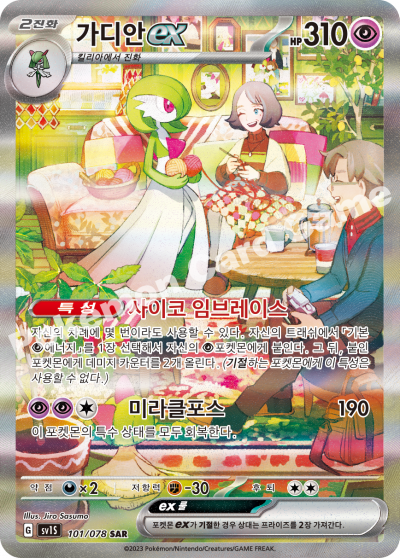 2진화 가디안 ex HP 310
킬리아에서 진화
Pokémon Card Game
특성 사이코 임브레이스
자신의 차례에 몇 번이라도 사용할 수 있다. 자신의 트래쉬에서 「기본
에너지」를 1장 선택해서 자신의 포켓몬에게 붙인다. 그 뒤, 붙인
포켓몬에게 데미지 카운터를 2개 올린다. (기절하는 포켓몬에게 이 특성은
사용할 수 없다.)
미라클포스 190
이 포켓몬의 특수 상태를 모두 회복한다.
약점 ×2 저항력 -30 후퇴
Illus. Jiro Sasumo
ex 룰
G sv1S 101/078 SAR
포켓몬 ex가 기절한 경우 상대는 프라이즈를 2장 가져간다.
©2023 Pokémon/Nintendo/Creatures/GAME FREAK.